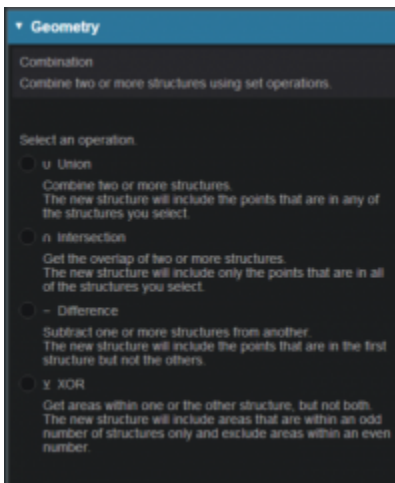 Geometry
Combination
Combine two or more structures using set operations.
Select an operation.
∪ Union
Combine two or more structures.
The new structure will include the points that are in any of
the structures you select.
∩ Intersection
Get the overlap of two or more structures.
The new structure will include only the points that are in all
of the structures you select.
− Difference
Subtract one or more structures from another.
The new structure will include the points that are in the first
structure but not the others.
⊻ XOR
Get areas within one or the other structure, but not both.
The new structure will include areas that are within an odd
number of structures only and exclude areas within an even
number.